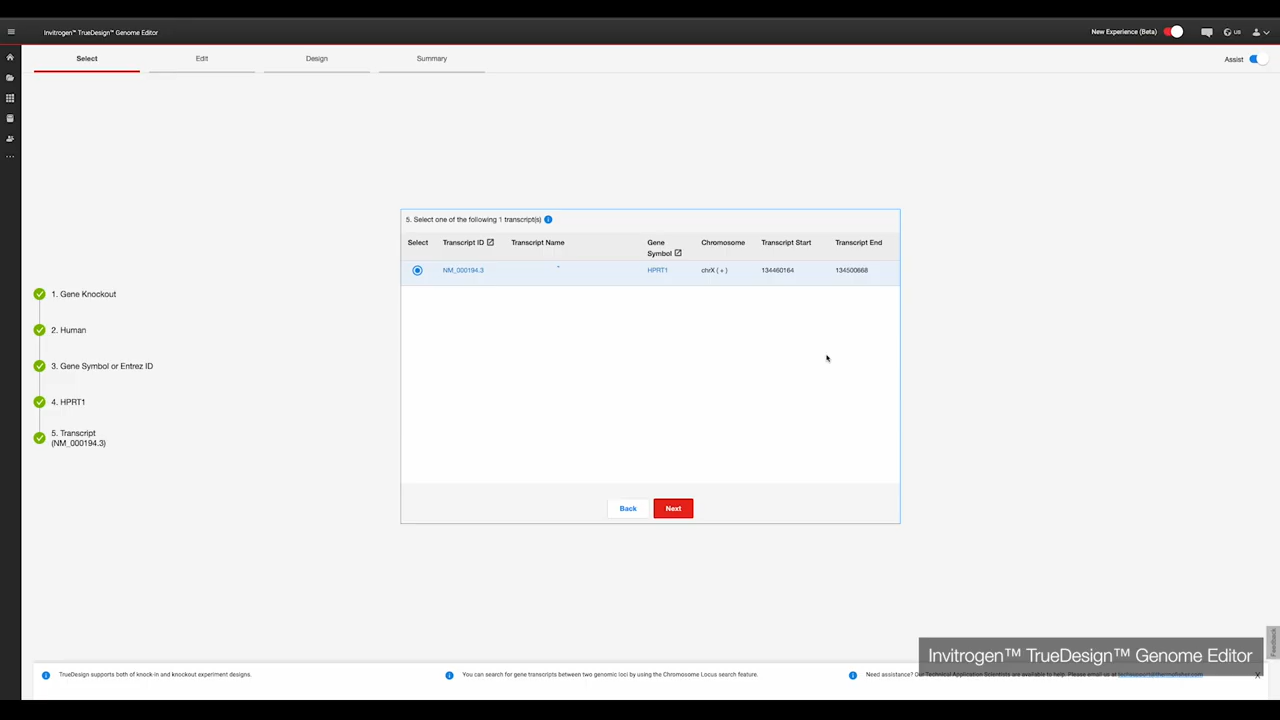 Invitrogen™ TrueDesign™ Genome Editor
New Experience (Beta)
US
Select
Edit
Design
Summary
Assist
5. Select one of the following 1 transcript(s)
Select
Transcript ID
Transcript Name
Gene
Symbol
Chromosome
Transcript Start
Transcript End
NM_000194.3
-
HPRT1
chrX ( + )
134460164
134500668
1. Gene Knockout
2. Human
3. Gene Symbol or Entrez ID
4. HPRT1
5. Transcript
(NM_000194.3)
Back
Next
Feedback
Invitrogen™ TrueDesign™ Genome Editor
TrueDesign supports both of knock-in and knockout experiment designs.
You can search for gene transcripts between two genomic loci by using the Chromosome Locus search feature.
Need assistance? Our Technical Application Scientists are available to help. Please email us at
X